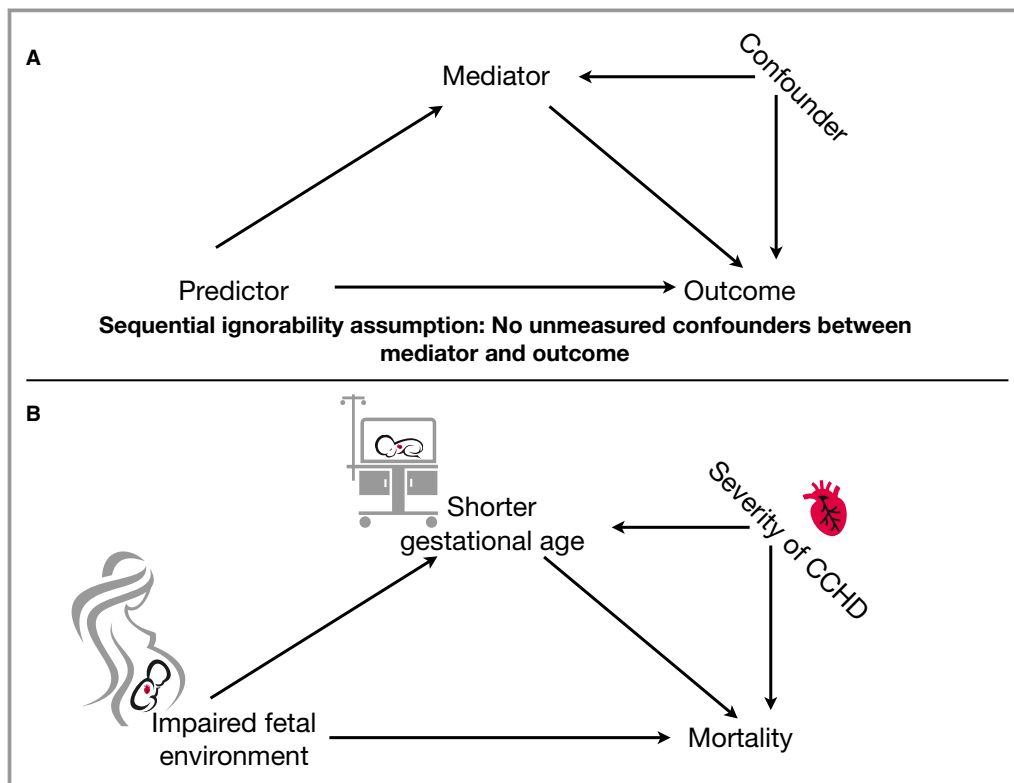 A
Mediator
Confounder
Predictor
Outcome
Sequential ignorability assumption: No unmeasured confounders between
mediator and outcome
B
Shorter
gestational age
Severity of CCHD
Impaired fetal
environment
Mortality